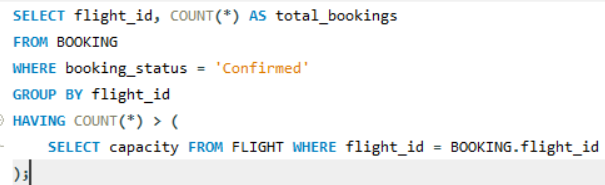 SELECT flight_id, COUNT(*) AS total_bookings
FROM BOOKING
WHERE booking_status = 'Confirmed'
GROUP BY flight_id
HAVING COUNT(*) > (
SELECT capacity FROM FLIGHT WHERE flight_id = BOOKING.flight_id
);